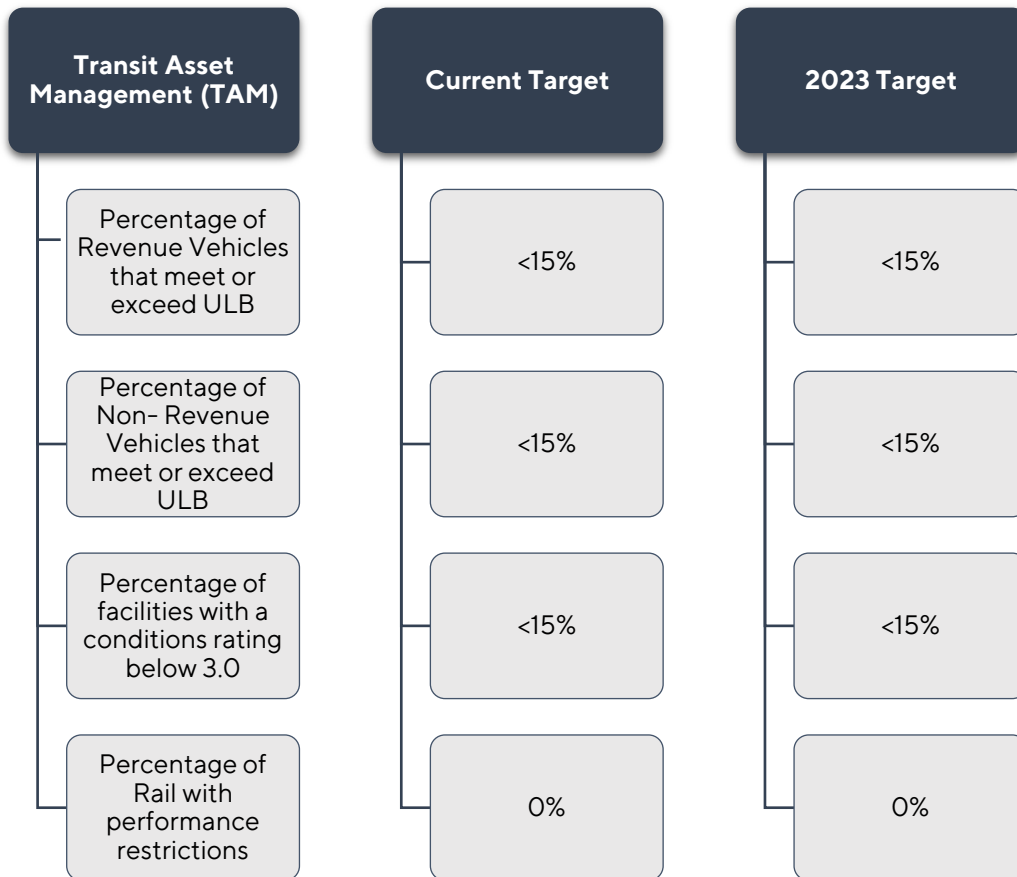 Transit Asset
Management (TAM)
Percentage of
Revenue Vehicles
that meet or
exceed ULB
Percentage of
Non- Revenue
Vehicles that
meet or exceed
ULB
Percentage of
facilities with a
conditions rating
below 3.0
Percentage of
Rail with
performance
restrictions
Current Target
<15%
<15%
<15%
0%
2023 Target
<15%
<15%
<15%
0%